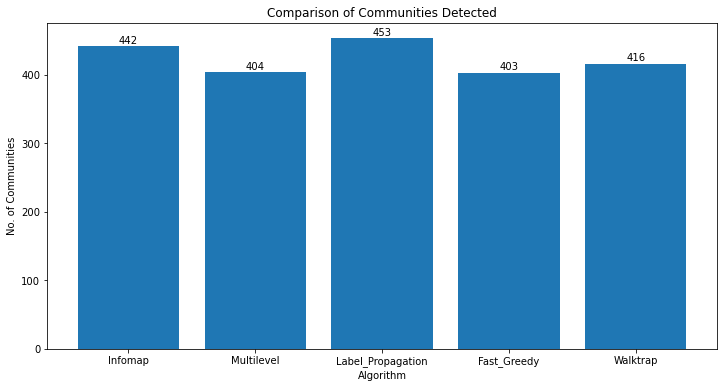 Comparison of Communities Detected
No. of Communities
400
300
200
100
0
442
404
453
403
416
Infomap
Multilevel
Label_Propagation
Fast_Greedy
Walktrap
Algorithm